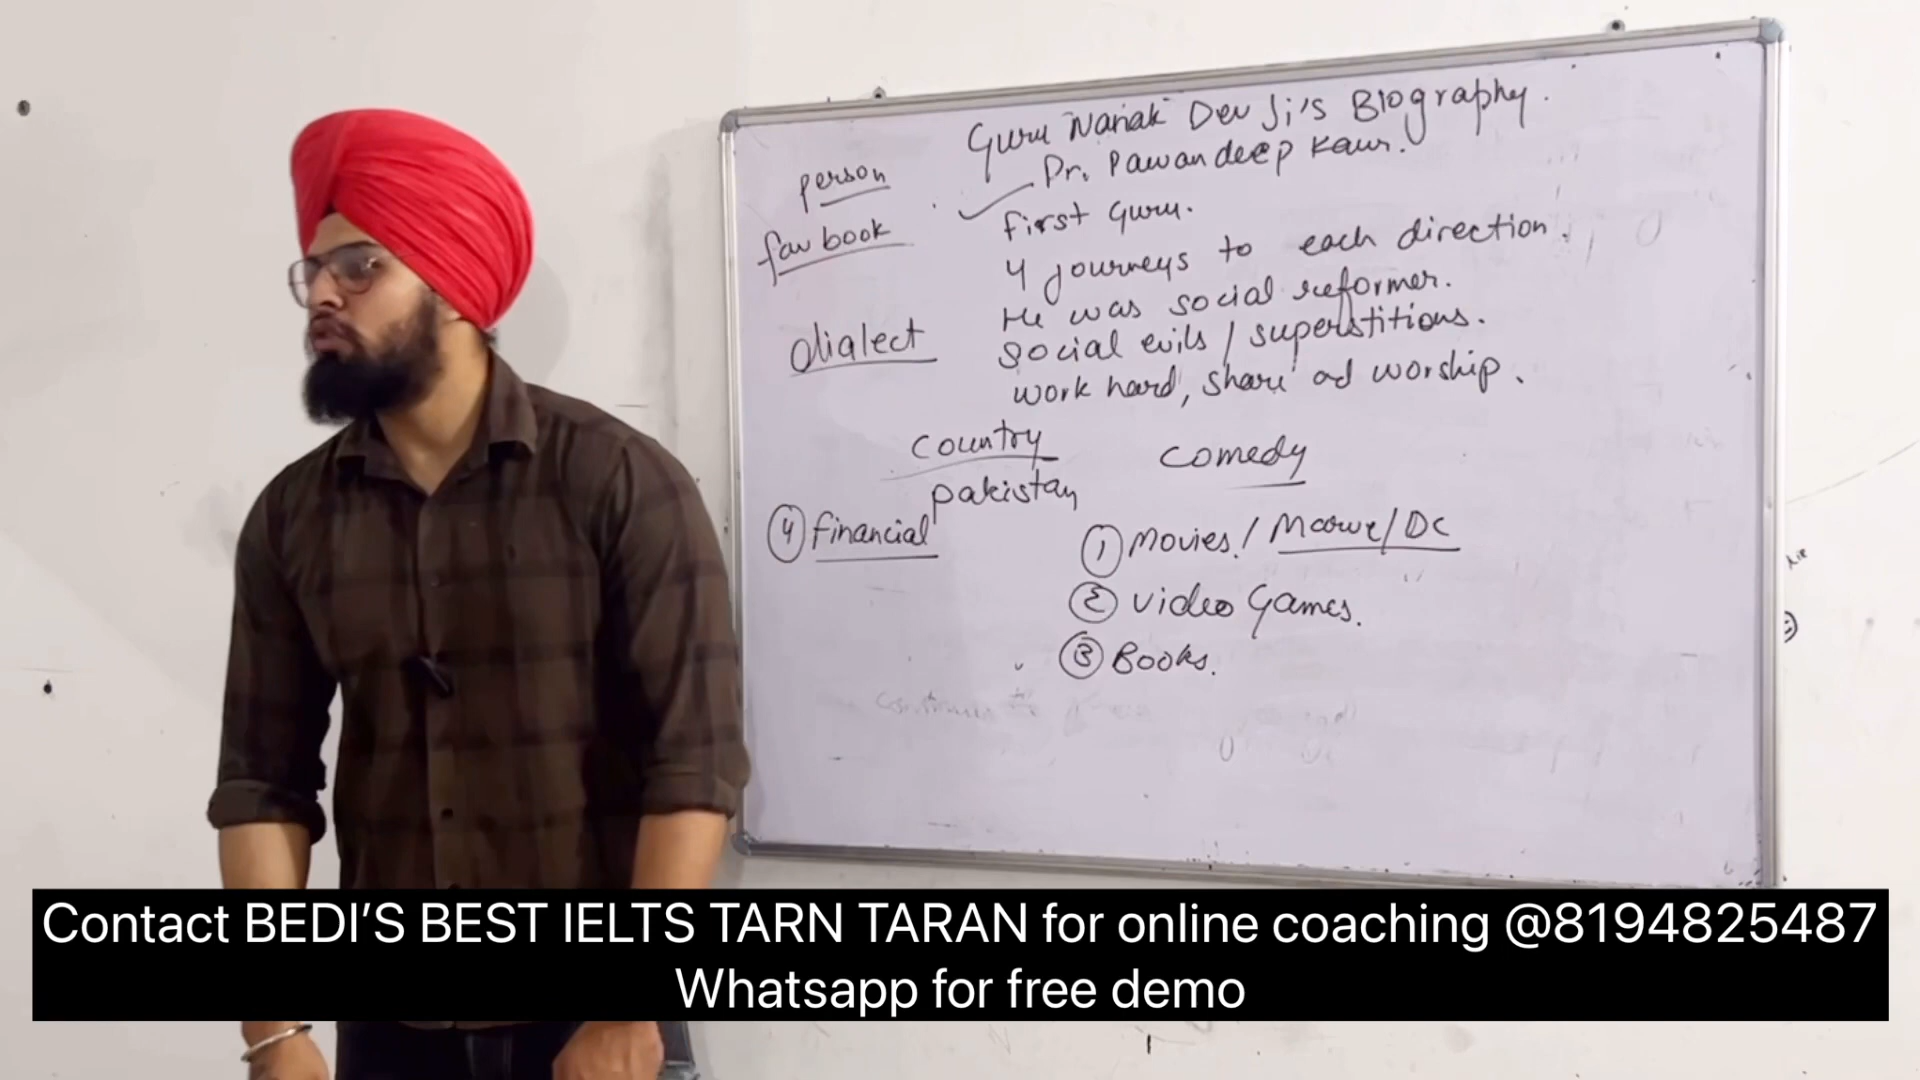 Guru Nanak Dev Ji's Biography.
Dr. Pawandeep Kaur.
person
fav book
First Guru.
4 journeys to each direction.
He was social reformer.
social evils / superstitions.
work hard, share ad worship.
dialect
country
Pakistan
comedy
④ financial
① Movies. / Marve/DC
② video Games.
③ Books.
Contact BEDI'S BEST IELTS TARN TARAN for online coaching @8194825487
Whatsapp for free demo